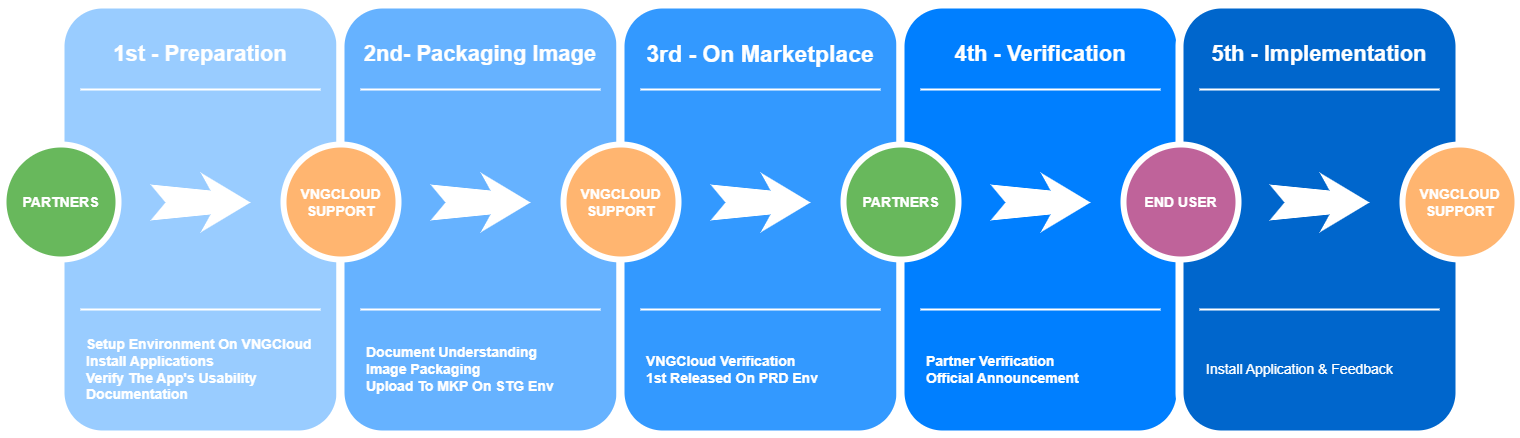 1st - Preparation
2nd- Packaging Image
3rd - On Marketplace
4th - Verification
5th - Implementation
PARTNERS
VNGCLOUD
SUPPORT
VNGCLOUD
SUPPORT
PARTNERS
END USER
VNGCLOUD
SUPPORT
Setup Environment On VNGCloud
Install Applications
Verify The App's Usability
Documentation
Document Understanding
Image Packaging
Upload To MKP On STG Env
VNGCloud Verification
1st Released On PRD Env
Partner Verification
Official Announcement
Install Application & Feedback